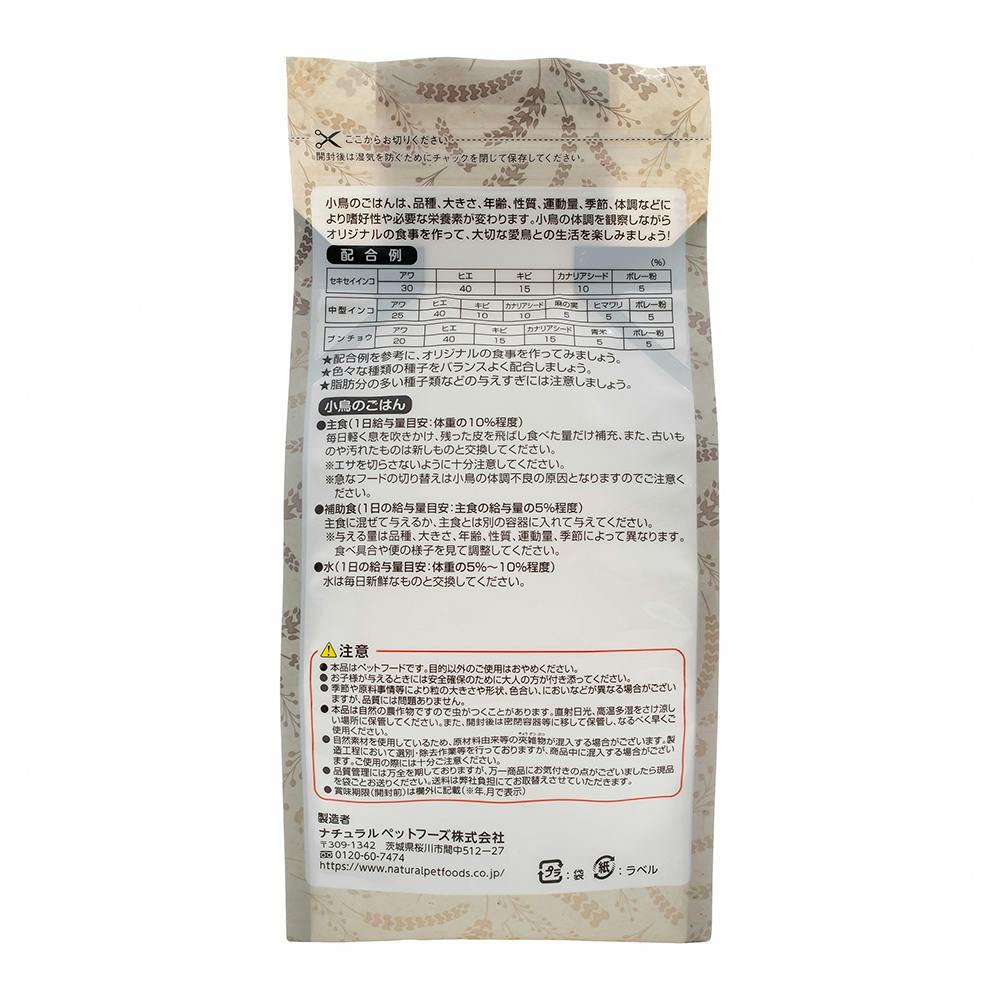 ここからお切りください。
開封後は湿気を防ぐためにチャックを閉じて保存してください。
小鳥のごはんは、品種、大きさ、年齢、性質、運動量、季節、体調などに
より嗜好性や必要な栄養素が変わります。小鳥の体調を観察しながら
オリジナルの食事を作って、大切な愛鳥との生活を楽しみましょう!
配合例
(%)
セキセイインコ アワ ヒエ キビ カナリアシード ボレー粉
30 40 15 10 5
中型インコ アワ ヒエ キビ カナリアシード 麻の実 ヒマワリ ボレー粉
25 40 10 10 5 5 5
ブンチョウ アワ ヒエ キビ カナリアシード 青米 ボレー粉
20 40 15 15 5 5
★配合例を参考に、オリジナルの食事を作ってみましょう。
★色々な種類の種子をバランスよく配合しましょう。
★脂肪分の多い種子類などの与えすぎには注意しましょう。
小鳥のごはん
●主食(1日給与量目安:体重の10%程度)
毎日軽く息を吹きかけ、残った皮を飛ばし食べた量だけ補充、また、古いも
のや汚れたものは新しものと交換してください。
※エサを切らさないように十分注意してください。
※急なフードの切り替えは小鳥の体調不良の原因となりますのでご注意く
ださい。
●補助食(1日の給与量目安:主食の給与量の5%程度)
主食に混ぜて与えるか、主食とは別の容器に入れて与えてください。
※与える量は品種、大きさ、年齢、性質、運動量、季節によって異なります。
食べ具合や便の様子を見て調整してください。
●水(1日の給与量目安:体重の5%〜10%程度)
水は毎日新鮮なものと交換してください。
注意
●本品はペットフードです。目的以外のご使用はおやめください。
●お子様が与えるときには安全確保のために大人の方が付き添ってください。
●季節や原料事情等により粒の大きさや形状、色合い、においなどが異なる場合がござい
ますが、品質には問題ありません。
●本品は自然の農作物ですので虫がつくことがあります。直射日光、高温多湿をさけ涼し
い場所に保管してください。また、開封後は密閉容器等に移して保管し、なるべく早くご
使用ください。
●自然素材を使用しているため、原材料由来等の夾雑物が混入する場合がございます。製
造工程において選別・除去作業等を行っておりますが、商品中に混入する場合がござい
ます。ご使用の際には十分ご注意ください。
●品質管理には万全を期しておりますが、万一商品にお気付きの点がございましたら現品
を袋ごとお送りください。送料は弊社負担にてお取替えさせていただきます。
●賞味期限(開封前)は欄外に記載(※年.月で表示)
製造者
ナチュラルペットフーズ株式会社
〒309-1342 茨城県桜川市間中512-27
0120-60-7474
https://www.naturalpetfoods.co.jp/
プラ:袋 紙:ラベル